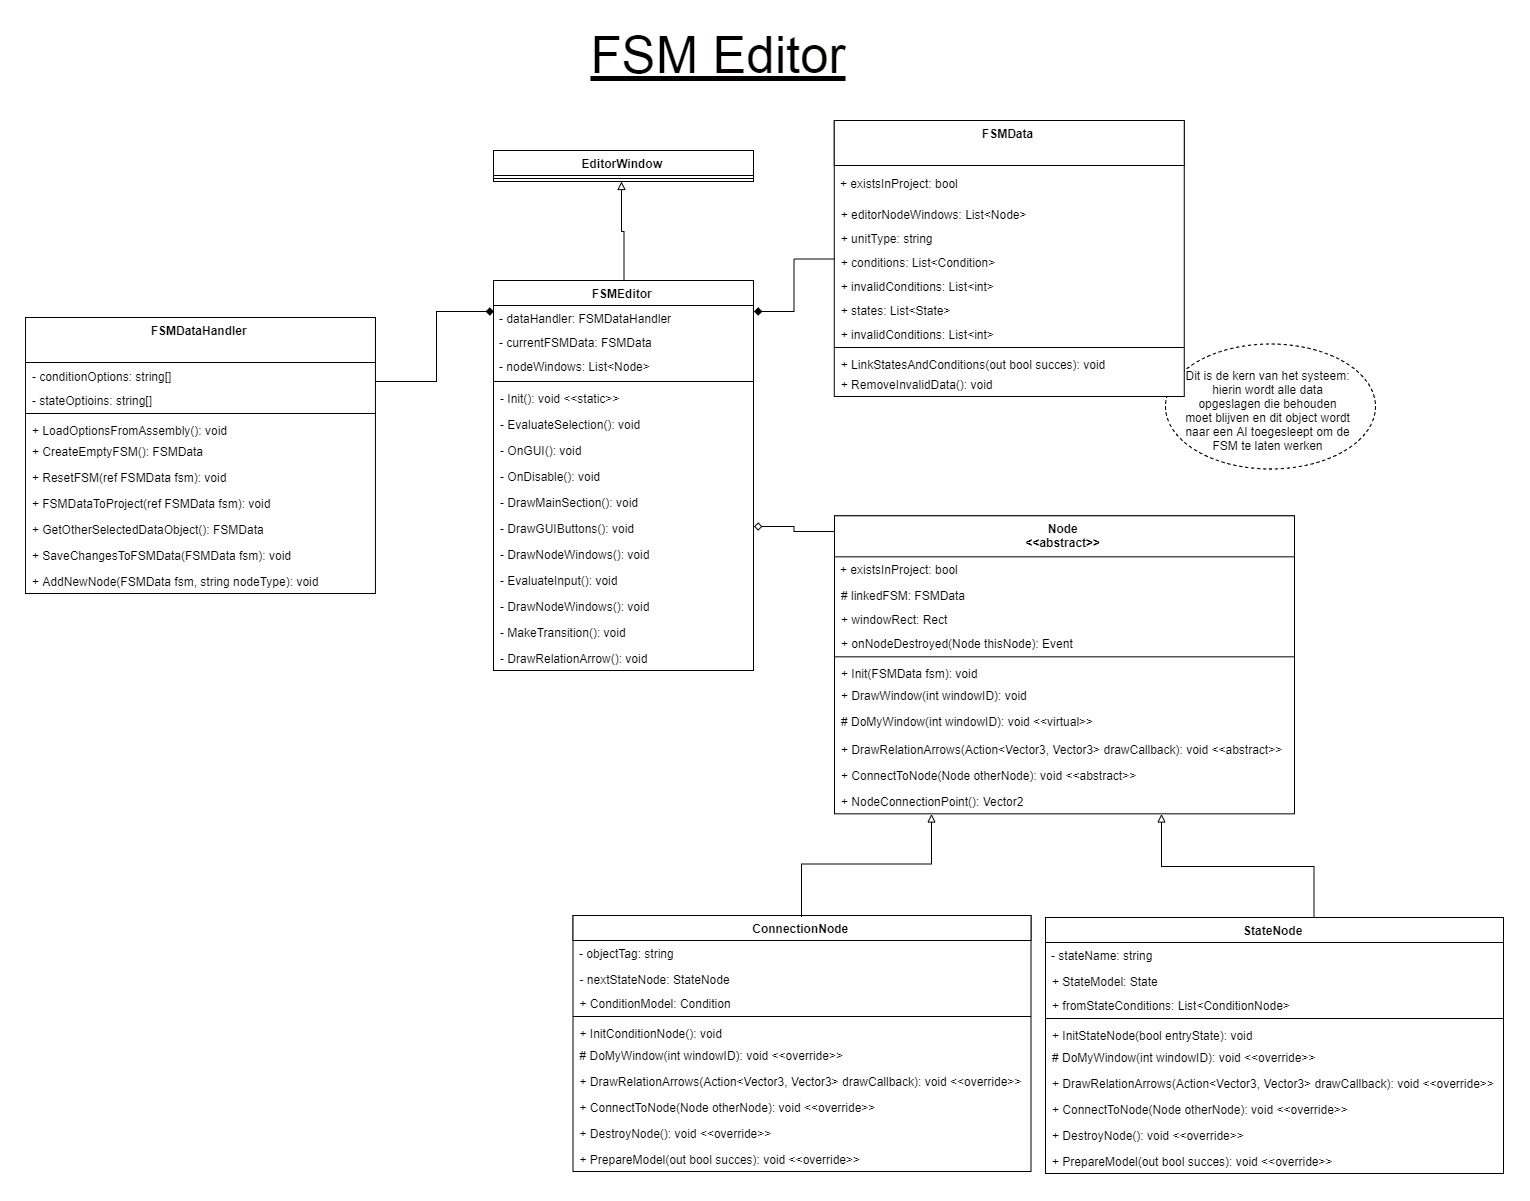 FSM Editor
EditorWindow
FSMData
+ existsInProject: bool
+ editorNodeWindows: List<Node>
+ unitType: string
+ conditions: List<Condition>
+ invalidConditions: List<int>
+ states: List<State>
+ invalidConditions: List<int>
+ LinkStatesAndConditions(out bool succes): void
+ RemoveInvalidData(): void
Dit is de kern van het systeem:
hierin wordt alle data
opgeslagen die behouden
moet blijven en dit object wordt
naar een AI toegesleept om de
FSM te laten werken
FSMEditor
- dataHandler: FSMDataHandler
- currentFSMData: FSMData
- nodeWindows: List<Node>
- Init(): void <<static>>
- EvaluateSelection(): void
- OnGUI(): void
- OnDisable(): void
- DrawMainSection(): void
- DrawGUIButtons(): void
- DrawNodeWindows(): void
- EvaluateInput(): void
- DrawNodeWindows(): void
- MakeTransition(): void
- DrawRelationArrow(): void
FSMDataHandler
- conditionOptions: string[]
- stateOptioins: string[]
+ LoadOptionsFromAssembly(): void
+ CreateEmptyFSM(): FSMData
+ ResetFSM(ref FSMData fsm): void
+ FSMDataToProject(ref FSMData fsm): void
+ GetOtherSelectedDataObject(): FSMData
+ SaveChangesToFSMData(FSMData fsm): void
+ AddNewNode(FSMData fsm, string nodeType): void
Node
<<abstract>>
+ existsInProject: bool
# linkedFSM: FSMData
+ windowRect: Rect
+ onNodeDestroyed(Node thisNode): Event
+ Init(FSMData fsm): void
+ DrawWindow(int windowID): void
# DoMyWindow(int windowID): void <<virtual>>
+ DrawRelationArrows(Action<Vector3, Vector3> drawCallback): void <<abstract>>
+ ConnectToNode(Node otherNode): void <<abstract>>
+ NodeConnectionPoint(): Vector2
ConnectionNode
- objectTag: string
- nextStateNode: StateNode
+ ConditionModel: Condition
+ InitConditionNode(): void
# DoMyWindow(int windowID): void <<override>>
+ DrawRelationArrows(Action<Vector3, Vector3> drawCallback): void <<override>>
+ ConnectToNode(Node otherNode): void <<override>>
+ DestroyNode(): void <<override>>
+ PrepareModel(out bool succes): void <<override>>
StateNode
- stateName: string
+ StateModel: State
+ fromStateConditions: List<ConditionNode>
+ InitStateNode(bool entryState): void
# DoMyWindow(int windowID): void <<override>>
+ DrawRelationArrows(Action<Vector3, Vector3> drawCallback): void <<override>>
+ ConnectToNode(Node otherNode): void <<override>>
+ DestroyNode(): void <<override>>
+ PrepareModel(out bool succes): void <<override>>